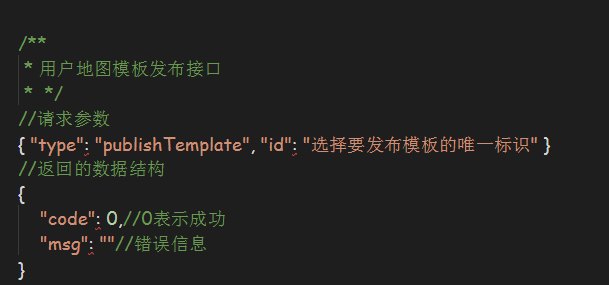 /**
* 用户地图模板发布接口
* */
//请求参数
{ "type": "publishTemplate", "id": "选择要发布模板的唯一标识" }
//返回的数据结构
{
"code": 0,//0表示成功
"msg": ""//错误信息
}